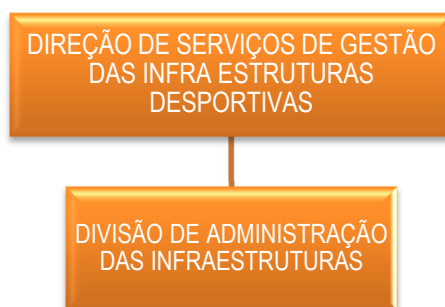 DIREÇÃO DE SERVIÇOS DE GESTÃO
DAS INFRA ESTRUTURAS
DESPORTIVAS
DIVISÃO DE ADMINISTRAÇÃO
DAS INFRAESTRUTURAS